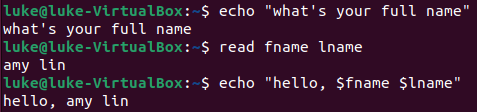 luke@luke-VirtualBox:~$ echo "what's your full name"
what's your full name
luke@luke-VirtualBox:~$ read fname lname
amy lin
luke@luke-VirtualBox:~$ echo "hello, $fname $lname"
hello, amy lin